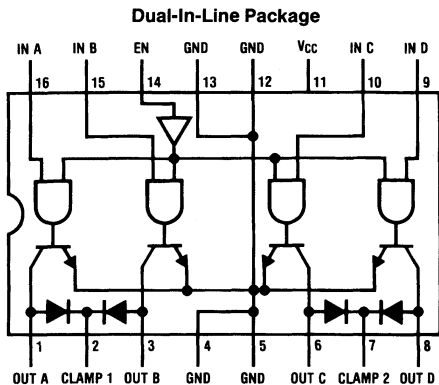 Dual-In-Line Package
IN A IN B EN GND GND VCC IN C IN D
16 15 14 13 12 11 10 9
1 2 3 4 5 6 7 8
OUT A CLAMP 1 OUT B GND GND OUT C CLAMP 2 OUT D